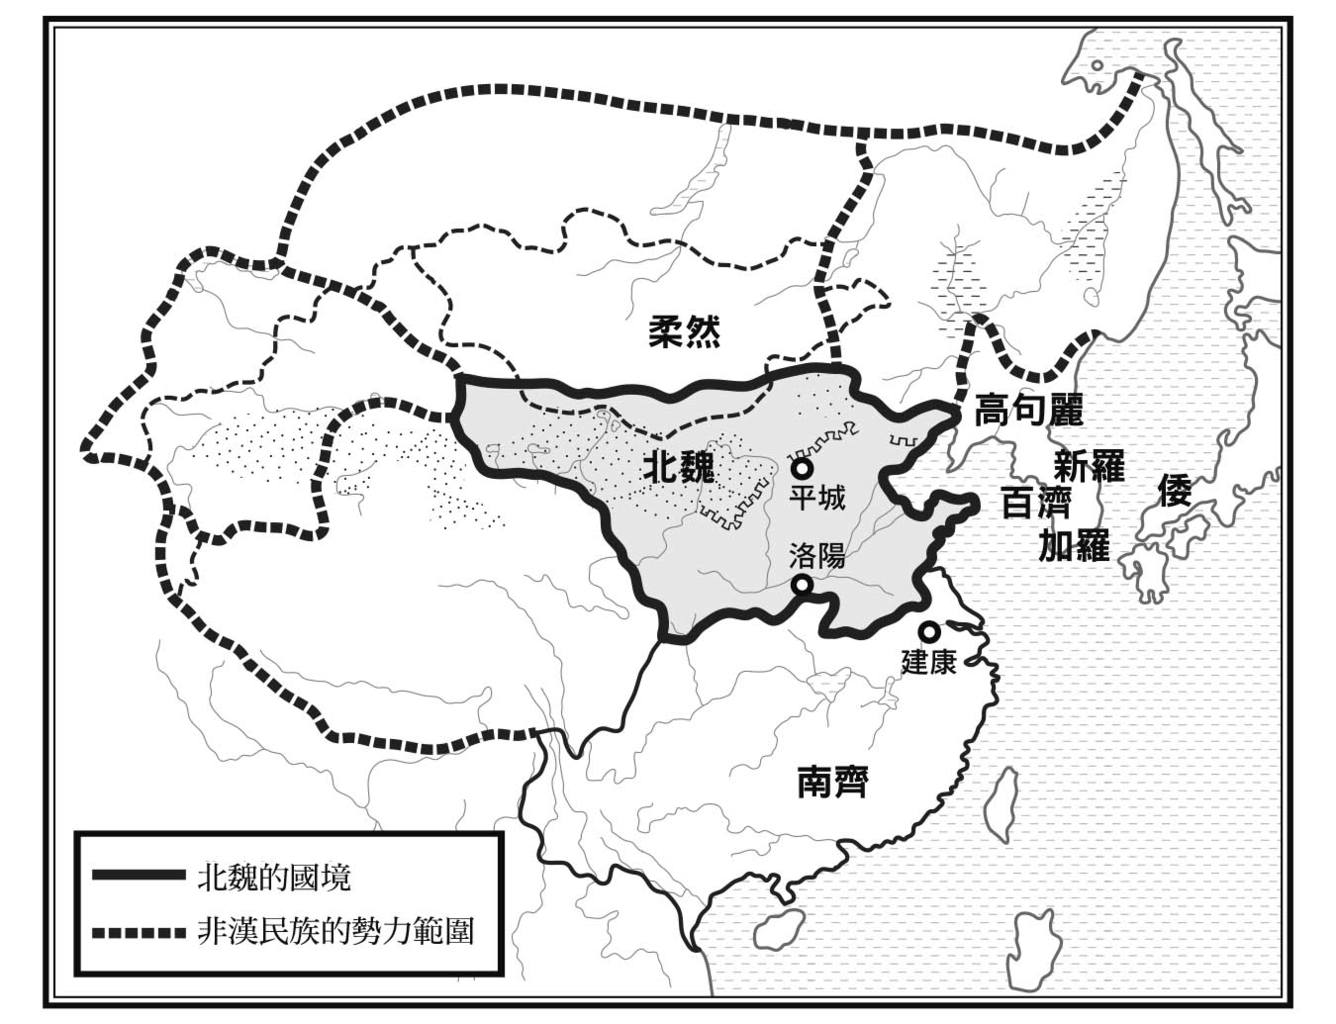 柔然
高句麗
北魏
新羅
平城
百濟
倭
加羅
洛陽
建康
南齊
北魏的國境
非漢民族的勢力範圍